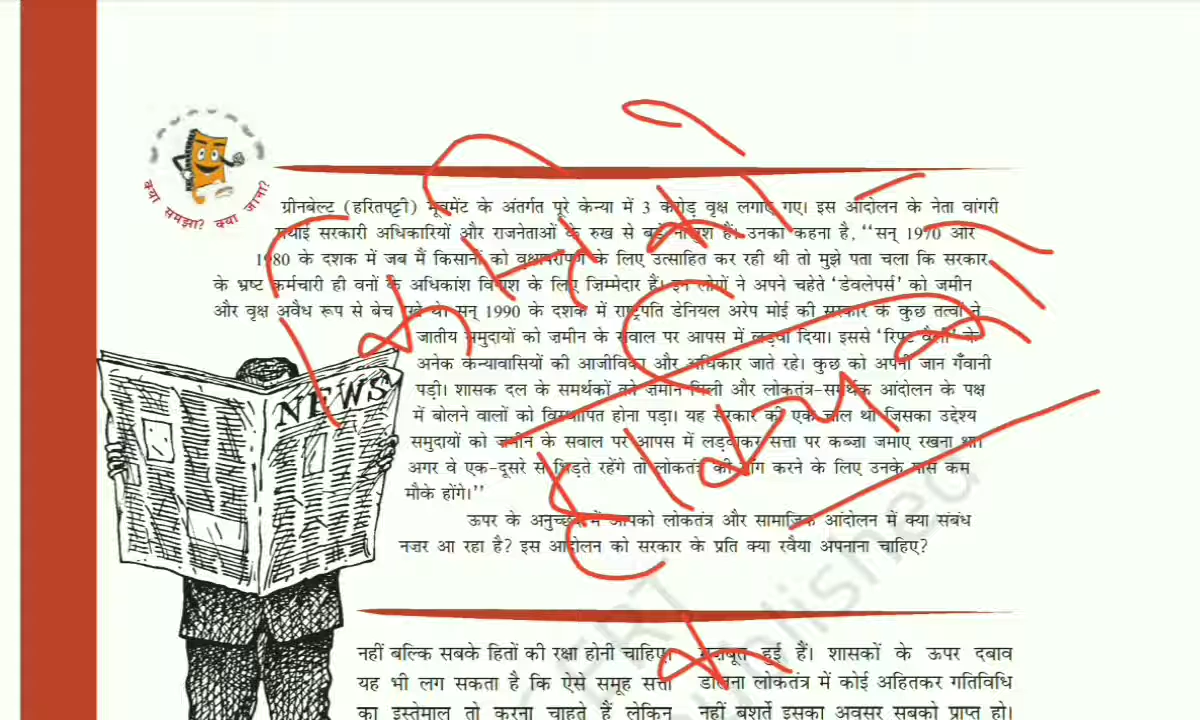 क्या समझा? क्या जाना?
ग्रीनबेल्ट (हरितपट्टी) मूवमेंट के अंतर्गत पूरे केन्या में 3 करोड़ वृक्ष लगाए गए। इस आंदोलन के नेता वांगरी
मथाई सरकारी अधिकारियों और राजनेताओं के रुख से बड़े नाखुश हैं। उनका कहना है, ‘‘सन् 1970 और
1980 के दशक में जब मैं किसानों को वृक्षारोपण के लिए उत्साहित कर रही थी तो मुझे पता चला कि सरकार
के भ्रष्ट कर्मचारी ही वनों के अधिकांश विनाश के लिए ज़िम्मेदार हैं। इन लोगों ने अपने चहेते ‘डेवलेपर्स’ को जमीन
और वृक्ष अवैध रूप से बेच रखे थे। सन् 1990 के दशक में राष्ट्रपति डेनियल अरेप मोई की सरकार के कुछ तत्वों ने
जातीय समुदायों को ज़मीन के सवाल पर आपस में लड़वा दिया। इससे ‘रिफ्ट वैली’ के
अनेक केन्यावासियों की आजीविका और अधिकार जाते रहे। कुछ को अपनी जान गँवानी
पड़ी। शासक दल के समर्थकों को ज़मीन मिली और लोकतंत्र-समर्थक आंदोलन के पक्ष
में बोलने वालों को विस्थापित होना पड़ा। यह सरकार की एक चाल थी जिसका उद्देश्य
समुदायों को ज़मीन के सवाल पर आपस में लड़वाकर सत्ता पर कब्जा जमाए रखना था।
अगर वे एक-दूसरे से भिड़ते रहेंगे तो लोकतंत्र की मांग करने के लिए उनके पास कम
मौके होंगे।’’
ऊपर के अनुच्छेद में आपको लोकतंत्र और सामाजिक आंदोलन में क्या संबंध
नजर आ रहा है? इस आंदोलन को सरकार के प्रति क्या रवैया अपनाना चाहिए?
NEWS
नहीं बल्कि सबके हितों की रक्षा होनी चाहिए।
यह भी लग सकता है कि ऐसे समूह सत्ता
का इस्तेमाल तो करना चाहते हैं लेकिन
मजबूत हुई हैं। शासकों के ऊपर दबाव
डालना लोकतंत्र में कोई अहितकर गतिविधि
नहीं बशर्ते इसका अवसर सबको प्राप्त हो।